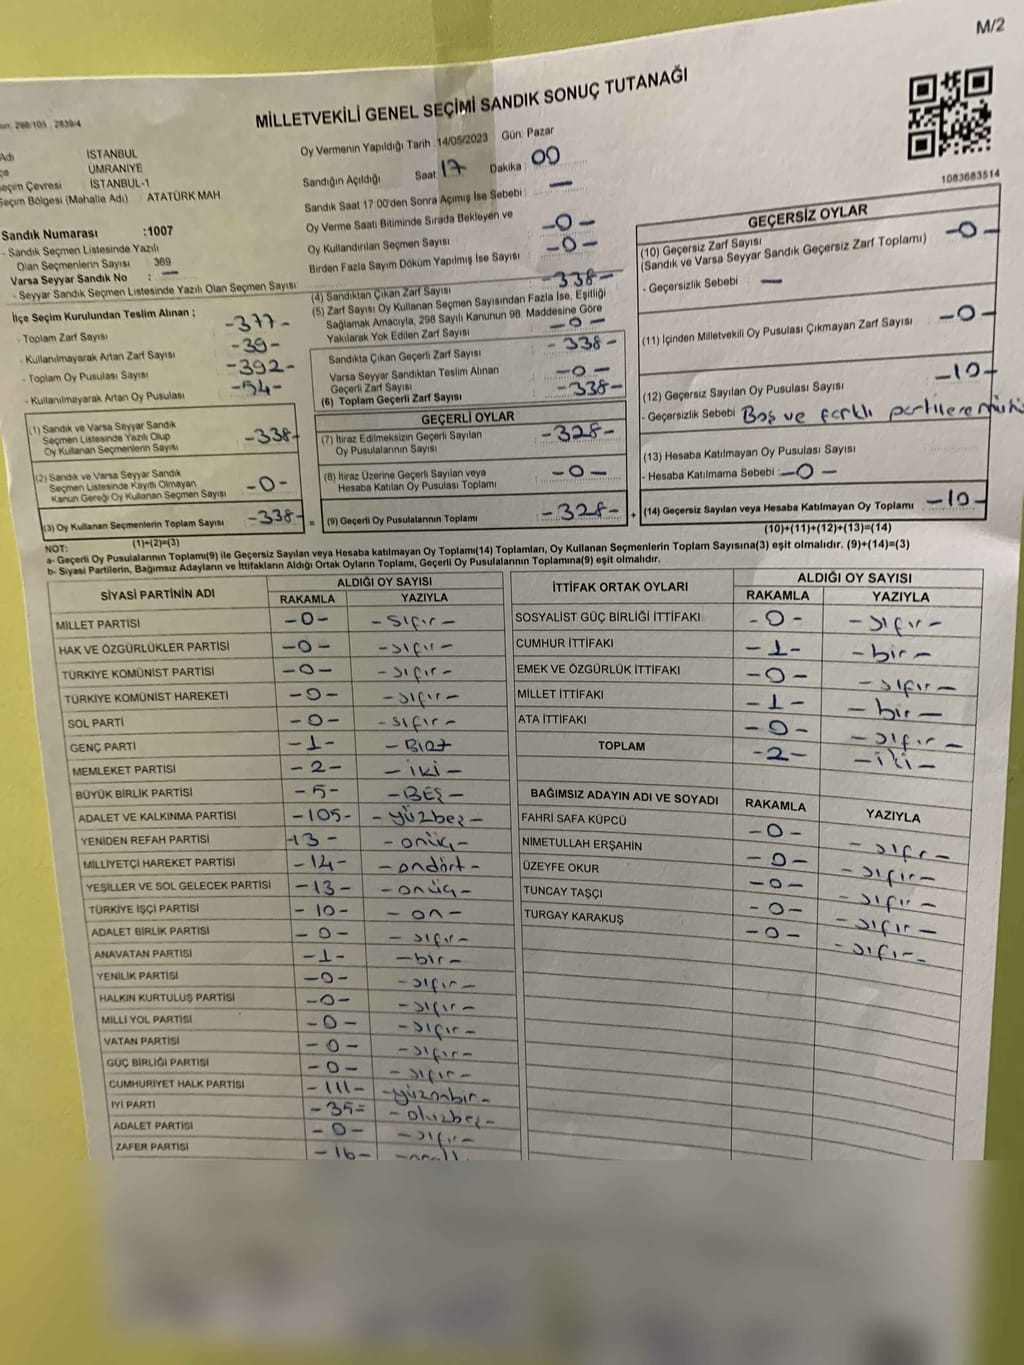 M/2
MİLLETVEKİLİ GENEL SEÇİMİ SANDIK SONUÇ TUTANAĞI
298/105 2839/4
Adı İSTANBUL
ÜMRANİYE
Seçim Çevresi İSTANBUL-1
Seçim Bölgesi (Mahalle Adı) ATATÜRK MAH
Sandık Numarası :1007
- Sandık Seçmen Listesinde Yazılı
Olan Seçmenlerin Sayısı : 369
Varsa Seyyar Sandık No : —
- Seyyar Sandık Seçmen Listesinde Yazılı Olan Seçmen Sayısı:
Oy Vermenin Yapıldığı Tarih :14/05/2023 Gün: Pazar
Sandığın Açıldığı Saat: 17 Dakika: 00
Sandık Saat 17:00'den Sonra Açımış İse Sebebi: —
Oy Verme Saati Bitiminde Sırada Bekleyen ve
Oy Kullandırılan Seçmen Sayısı -0-
Birden Fazla Sayım Döküm Yapılmış İse Sayısı -0-
İlçe Seçim Kurulundan Teslim Alınan ;
- Toplam Zarf Sayısı -377-
- Kullanılmayarak Artan Zarf Sayısı -39-
- Toplam Oy Pusulası Sayısı -392-
- Kullanılmayarak Artan Oy Pusulası -54-
(1) Sandık ve Varsa Seyyar Sandık
Seçmen Listesinde Yazılı Olup
Oy Kullanan Seçmenlerin Sayısı -338-
(2) Sandık ve Varsa Seyyar Sandık
Seçmen Listesinde Kayıtlı Olmayan
Kanun Gereği Oy Kullanan Seçmen Sayısı -0-
(3) Oy Kullanan Seçmenlerin Toplam Sayısı -338-
(1)+(2)=(3)
(4) Sandıktan Çıkan Zarf Sayısı -338-
(5) Zarf Sayısı Oy Kullanan Seçmen Sayısından Fazla İse, Eşitliği
Sağlamak Amacıyla, 298 Sayılı Kanunun 98. Maddesine Göre
Yakılarak Yok Edilen Zarf Sayısı -0-
Sandıkta Çıkan Geçerli Zarf Sayısı -338-
Varsa Seyyar Sandıktan Teslim Alınan
Geçerli Zarf Sayısı -0-
(6) Toplam Geçerli Zarf Sayısı -338-
GEÇERLİ OYLAR
(7) İtiraz Edilmeksizin Geçerli Sayılan
Oy Pusulalarının Sayısı -328-
(8) İtiraz Üzerine Geçerli Sayılan veya
Hesaba Katılan Oy Pusulası Toplamı -0-
= (9) Geçerli Oy Pusulalarının Toplamı -328- +
1083683514
GEÇERSİZ OYLAR
(10) Geçersiz Zarf Sayısı
(Sandık ve Varsa Seyyar Sandık Geçersiz Zarf Toplamı) -0-
- Geçersizlik Sebebi —
(11) İçinden Milletvekili Oy Pusulası Çıkmayan Zarf Sayısı -0-
(12) Geçersiz Sayılan Oy Pusulası Sayısı -10-
- Geçersizlik Sebebi Boş ve farklı partilere
(13) Hesaba Katılmayan Oy Pusulası Sayısı
- Hesaba Katılmama Sebebi :-0-
(14) Geçersiz Sayılan veya Hesaba Katılmayan Oy Toplamı -10-
(10)+(11)+(12)+(13)=(14)
NOT:
a- Geçerli Oy Pusulalarının Toplamı(9) ile Geçersiz Sayılan veya Hesaba katılmayan Oy Toplamı(14) Toplamları, Oy Kullanan Seçmenlerin Toplam Sayısına(3) eşit olmalıdır. (9)+(14)=(3)
b- Siyasi Partilerin, Bağımsız Adayların ve İttifakların Aldığı Ortak Oyların Toplamı, Geçerli Oy Pusulalarının Toplamına(9) eşit olmalıdır.
SİYASİ PARTİNİN ADI ALDIĞI OY SAYISI
RAKAMLA YAZIYLA
MİLLET PARTİSİ -0- -sıfır-
HAK VE ÖZGÜRLÜKLER PARTİSİ -0- -sıfır-
TÜRKİYE KOMÜNİST PARTİSİ -0- -sıfır-
TÜRKİYE KOMÜNİST HAREKETİ -0- -sıfır-
SOL PARTİ -0- -sıfır-
GENÇ PARTİ -1-
MEMLEKET PARTİSİ -2- -iki-
BÜYÜK BİRLİK PARTİSİ -5- -BEŞ-
ADALET VE KALKINMA PARTİSİ -105- -yüzbeş-
YENİDEN REFAH PARTİSİ -13- -onüç-
MİLLİYETÇİ HAREKET PARTİSİ -14- -ondört-
YEŞİLLER VE SOL GELECEK PARTİSİ -13- -onüç-
TÜRKİYE İŞÇİ PARTİSİ -10- -on-
ADALET BİRLİK PARTİSİ -0- -sıfır-
ANAVATAN PARTİSİ -1- -bir-
YENİLİK PARTİSİ -0- -sıfır-
HALKIN KURTULUŞ PARTİSİ -0- -sıfır-
MİLLİ YOL PARTİSİ -0- -sıfır-
VATAN PARTİSİ -0- -sıfır-
GÜÇ BİRLİĞİ PARTİSİ -0- -sıfır-
CUMHURİYET HALK PARTİSİ -111- -yüzonbir-
İYİ PARTİ -35= -otuzbeş-
ADALET PARTİSİ -0- -sıfır-
ZAFER PARTİSİ -16-
İTTİFAK ORTAK OYLARI ALDIĞI OY SAYISI
RAKAMLA YAZIYLA
SOSYALİST GÜÇ BİRLİĞİ İTTİFAKI -0- -sıfır-
CUMHUR İTTİFAKI -1- -bir-
EMEK VE ÖZGÜRLÜK İTTİFAKI -0- -sıfır-
MİLLET İTTİFAKI -1- -bir-
ATA İTTİFAKI -0- -sıfır-
TOPLAM -2- -iki-
BAĞIMSIZ ADAYIN ADI VE SOYADI RAKAMLA YAZIYLA
FAHRİ SAFA KÜPCÜ -0- -sıfr-
NİMETULLAH ERŞAHİN -0- -sıfır-
ÜZEYFE OKUR -0- -sıfır-
TUNCAY TAŞÇI -0- -sıfır-
TURGAY KARAKUŞ -0- -sıfır-